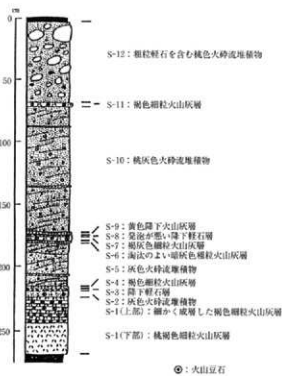 cm
0
S-12：粗粒軽石を含む桃色火砕流堆積物
50
S-11：褐色細粒火山灰層
100
S-10：桃灰色火砕流堆積物
150
S-9：黄色降下火山灰層
S-8：発泡が悪い降下軽石層
S-7：褐灰色細粒火山灰層
S-6：淘汰のよい暗灰色粗粒火山灰層
200
S-5：灰色火砕流堆積物
S-4：褐色細粒火山灰層
S-3：降下軽石層
S-2：灰色火砕流堆積物
S-1(上部)：細かく成層した褐色細粒火山灰層
250
S-1(下部)：桃褐色細粒火山灰層
：火山豆石